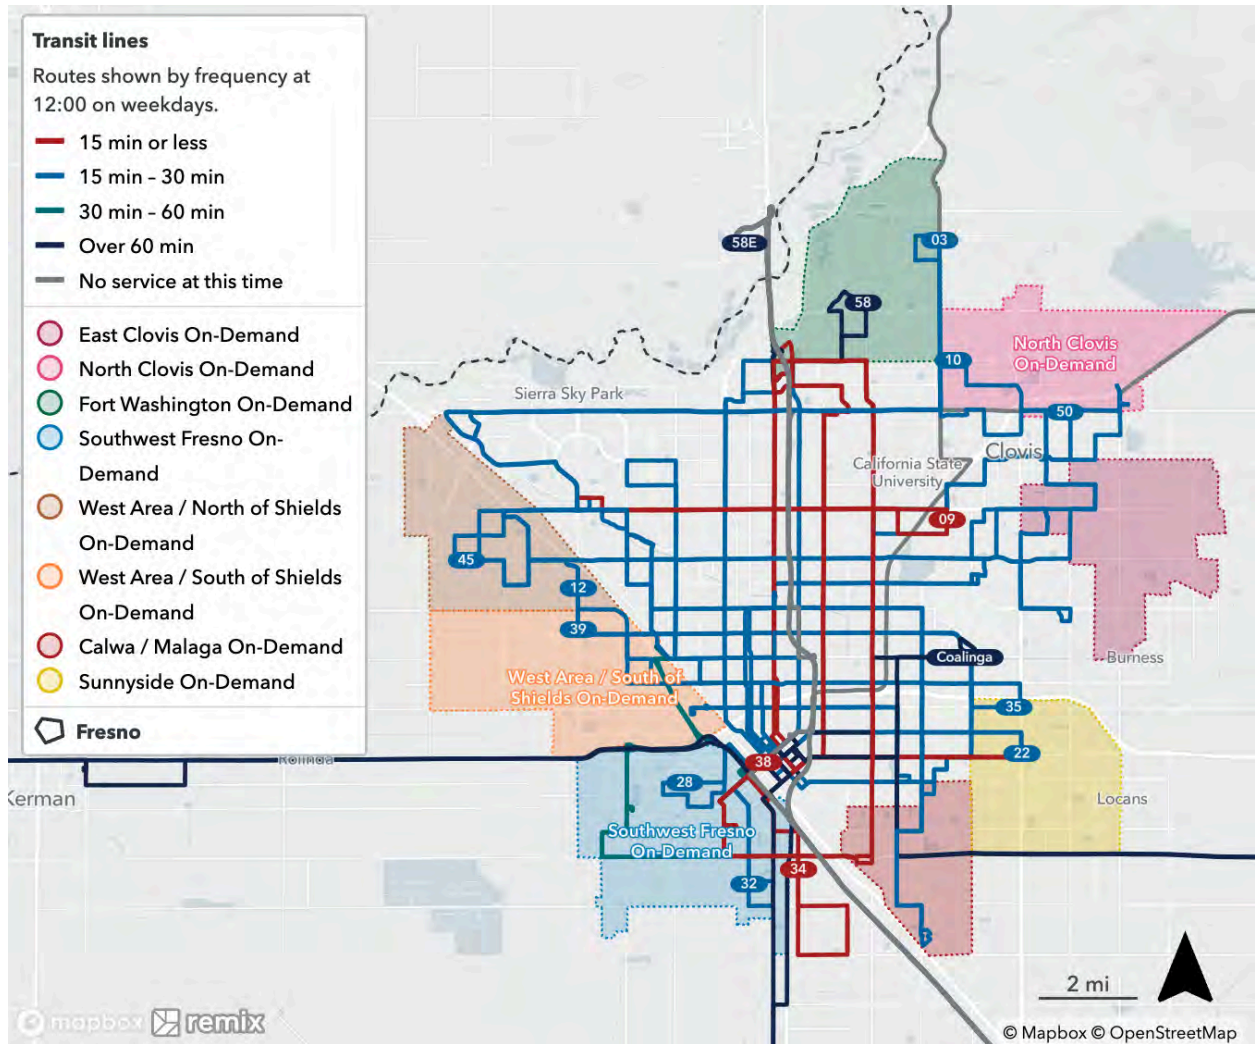 Transit lines
Routes shown by frequency at
12:00 on weekdays.
15 min or less
15 min – 30 min
30 min – 60 min
Over 60 min
No service at this time
East Clovis On-Demand
North Clovis On-Demand
Fort Washington On-Demand
Southwest Fresno On-
Demand
West Area / North of Shields
On-Demand
West Area / South of Shields
On-Demand
Calwa / Malaga On-Demand
Sunnyside On-Demand
Fresno
58E
03
58
North Clovis
On-Demand
10
Sierra Sky Park
50
Clovis
California State
University
09
45
12
39
Coalinga
Burness
West Area / South of
Shields On-Demand
35
22
38
Rolinda
28
Kerman
Locans
Southwest Fresno
On-Demand
34
32
2 mi
mapbox remix
© Mapbox © OpenStreetMap